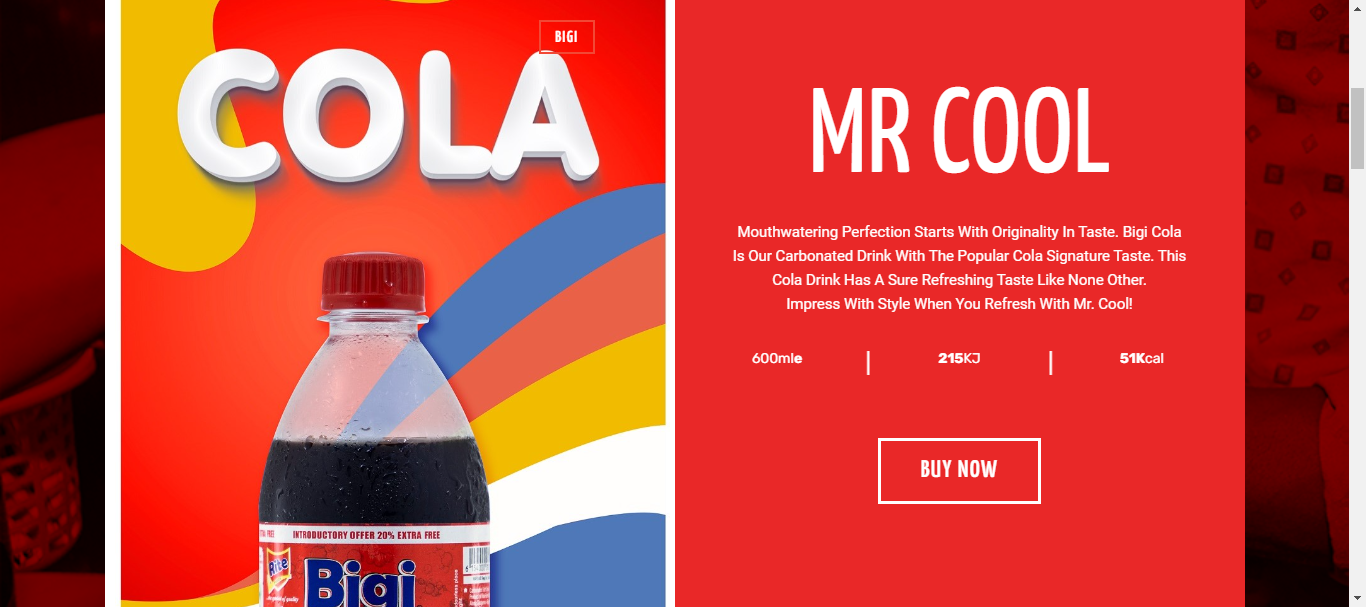 BIGI
COLA
MR COOL
Mouthwatering Perfection Starts With Originality In Taste. Bigi Cola
Is Our Carbonated Drink With The Popular Cola Signature Taste. This
Cola Drink Has A Sure Refreshing Taste Like None Other.
Impress With Style When You Refresh With Mr. Cool!
600mle
215KJ
51Kcal
BUY NOW
INTRODUCTORY OFFER 20% EXTRA FREE
Rite
Bigi